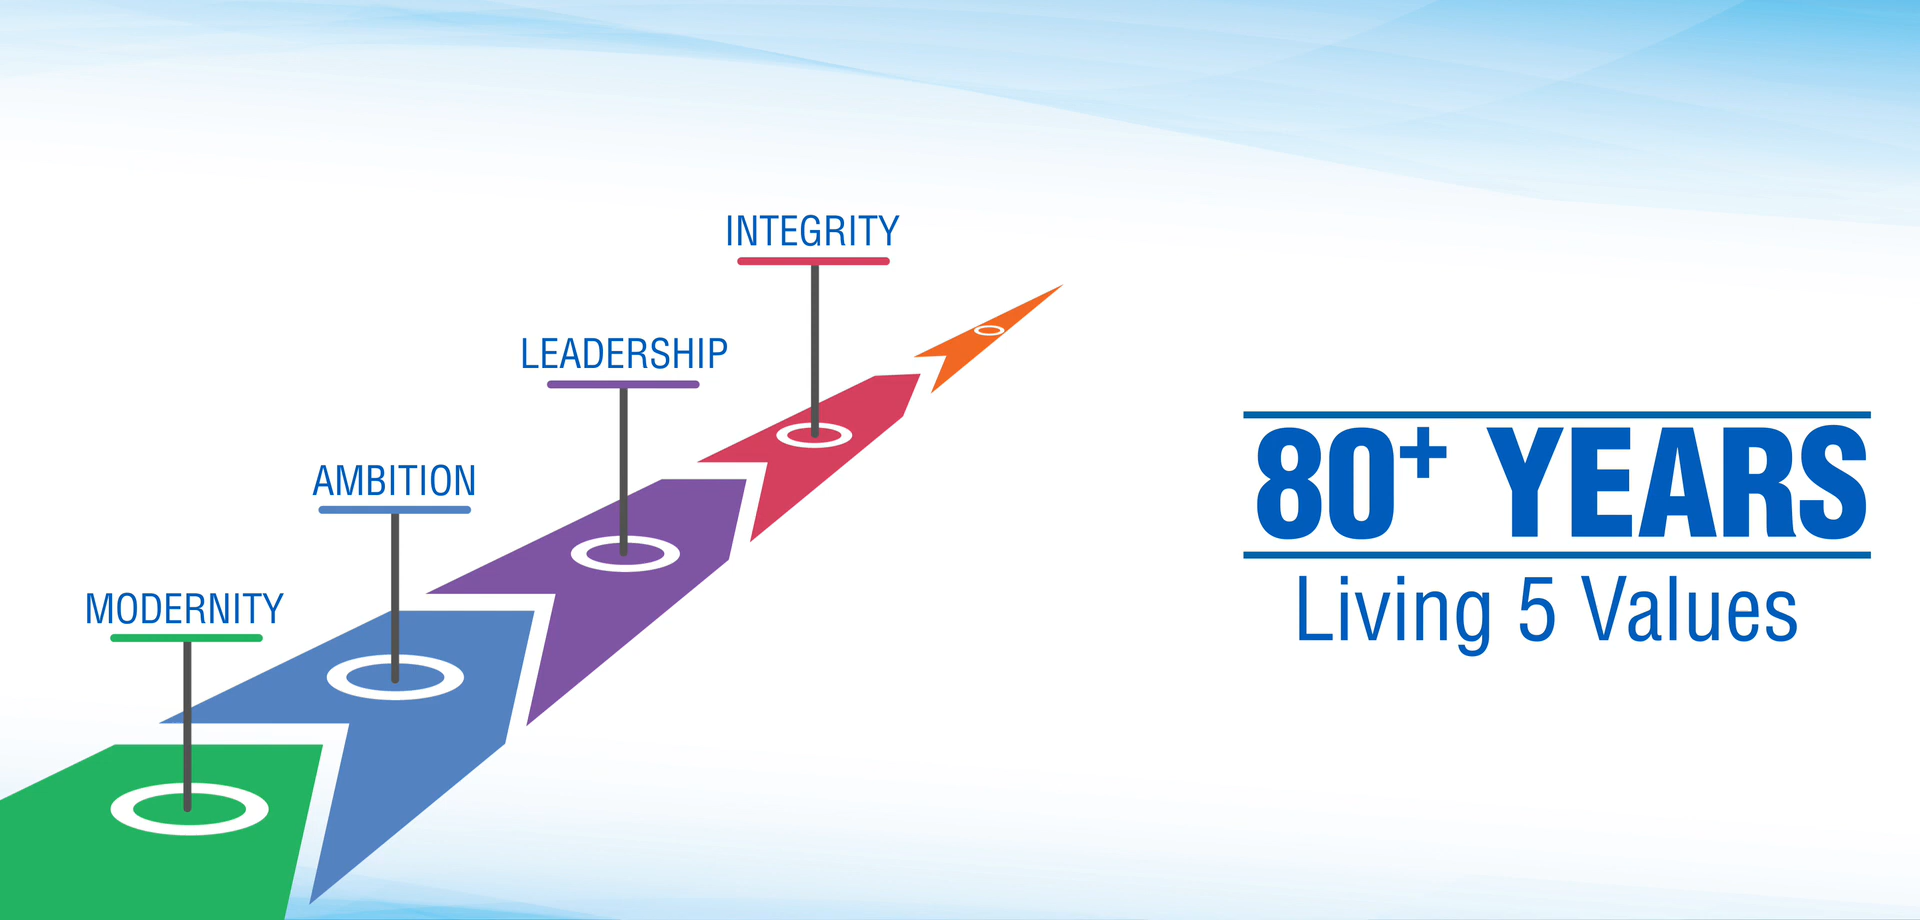 INTEGRITY
LEADERSHIP
AMBITION
MODERNITY
80+ YEARS
Living 5 Values